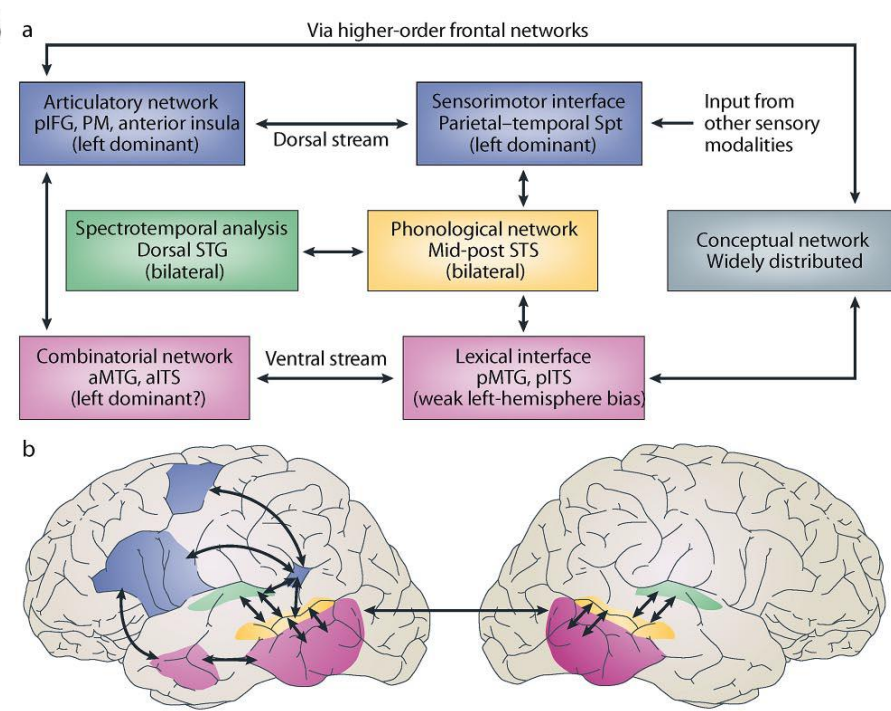 a
Via higher-order frontal networks
Articulatory network
pIFG, PM, anterior insula
(left dominant)
Dorsal stream
Sensorimotor interface
Parietal–temporal Spt
(left dominant)
Input from
other sensory
modalities
Spectrotemporal analysis
Dorsal STG
(bilateral)
Phonological network
Mid-post STS
(bilateral)
Conceptual network
Widely distributed
Combinatorial network
aMTG, aITS
(left dominant?)
Ventral stream
Lexical interface
pMTG, pITS
(weak left-hemisphere bias)
b